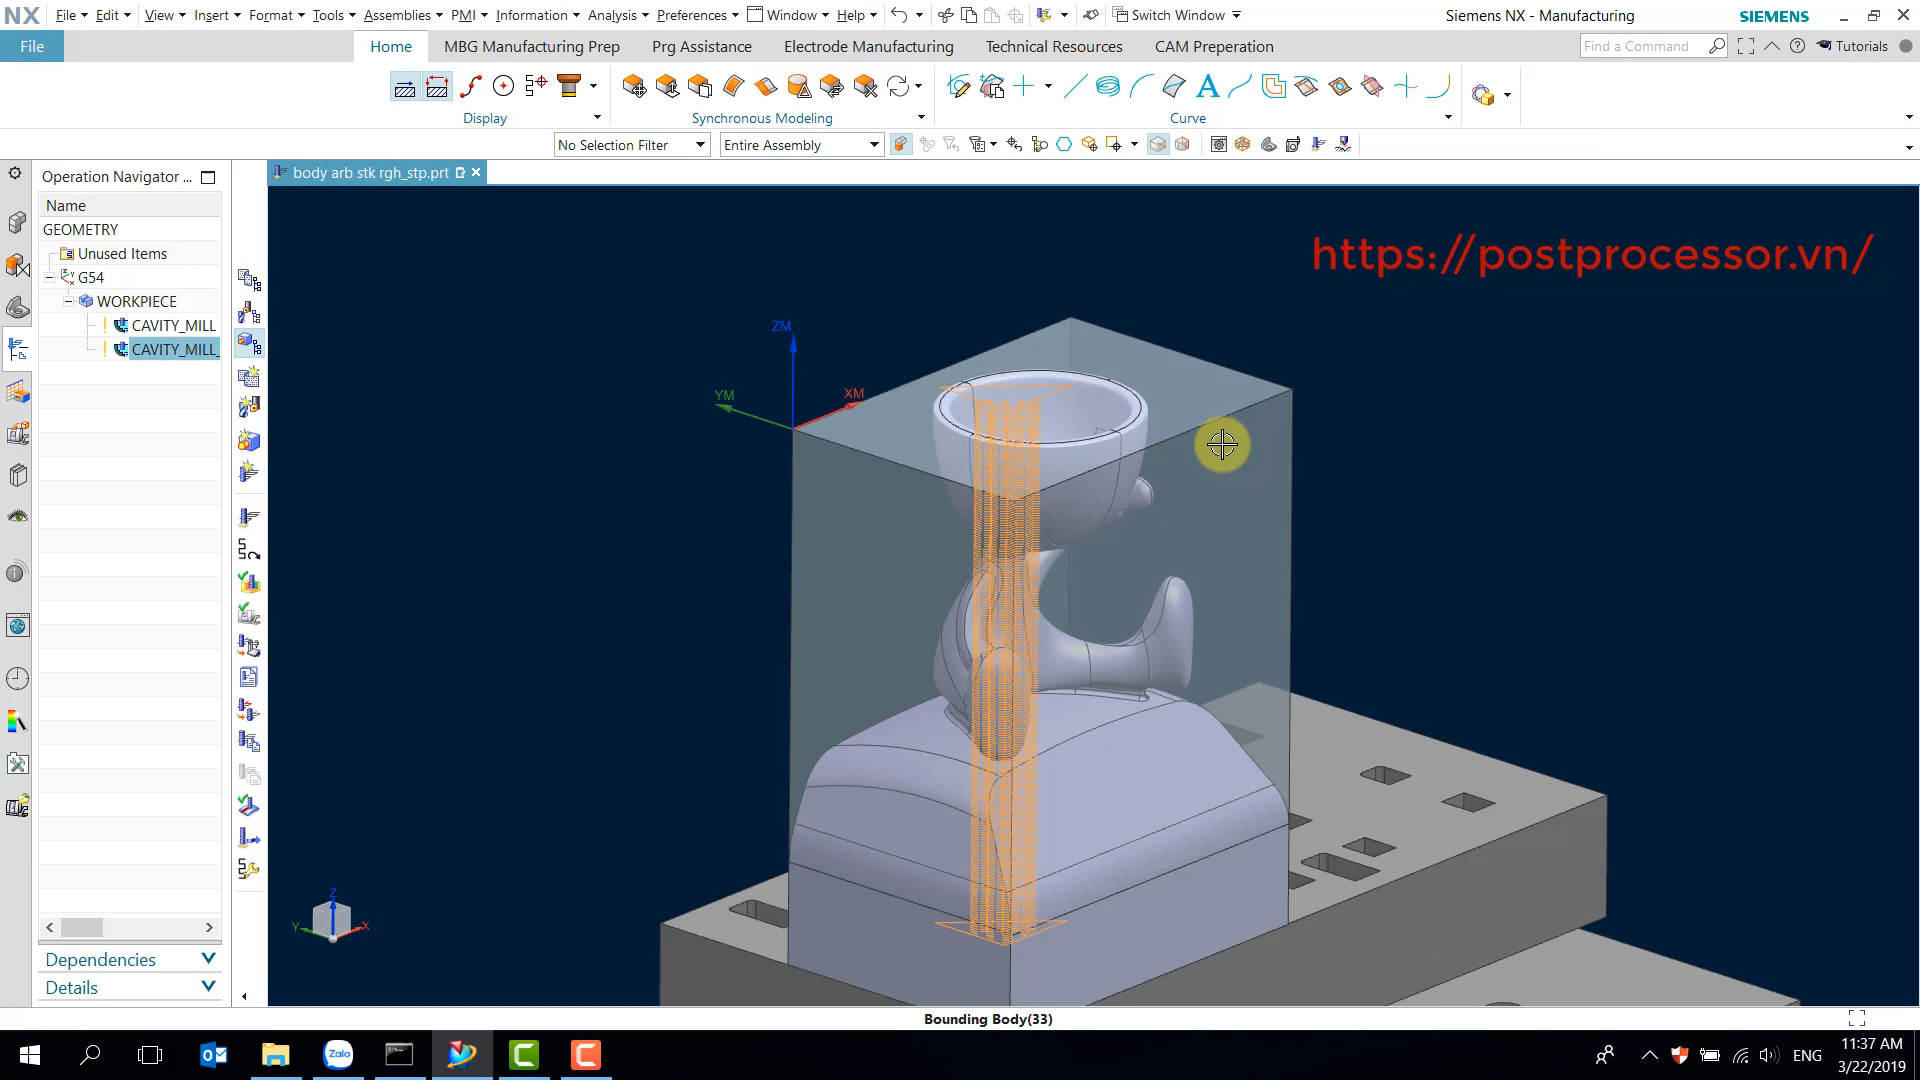 NX File Edit View Insert Format Tools Assemblies PMI Information Analysis Preferences Window Help Switch Window Siemens NX - Manufacturing SIEMENS
File Home MBG Manufacturing Prep Prg Assistance Electrode Manufacturing Technical Resources CAM Preperation Find a Command Tutorials
Display Synchronous Modeling Curve
No Selection Filter Entire Assembly
Operation Navigator ... body arb stk rgh_stp.prt
Name
GEOMETRY
Unused Items
G54
WORKPIECE
CAVITY_MILL
CAVITY_MILL_
https://postprocessor.vn/
ZM
YM
XM
Z
Y
X
Dependencies
Details
Bounding Body(33)
Zalo
ENG
11:37 AM
3/22/2019